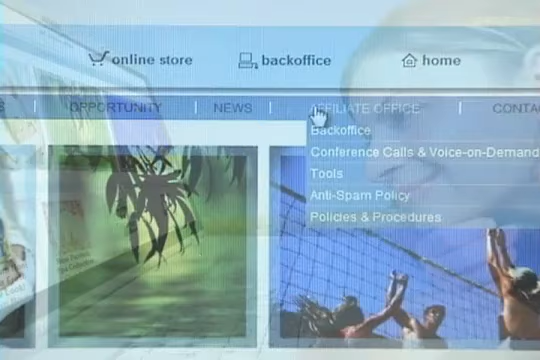 online store backoffice home
OPPORTUNITY NEWS AFFILIATE OFFICE
Backoffice
Conference Calls & Voice-on-Demand
Tools
Anti-Spam Policy
Policies & Procedures